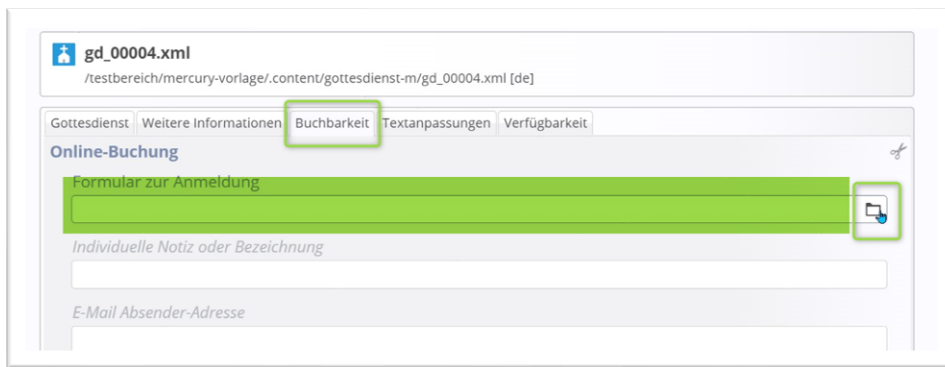 gd_00004.xml
/testbereich/mercury-vorlage/.content/gottesdienst-m/gd_00004.xml [de]
Gottesdienst Weitere Informationen Buchbarkeit Textanpassungen Verfügbarkeit
Online-Buchung
Formular zur Anmeldung
Individuelle Notiz oder Bezeichnung
E-Mail Absender-Adresse